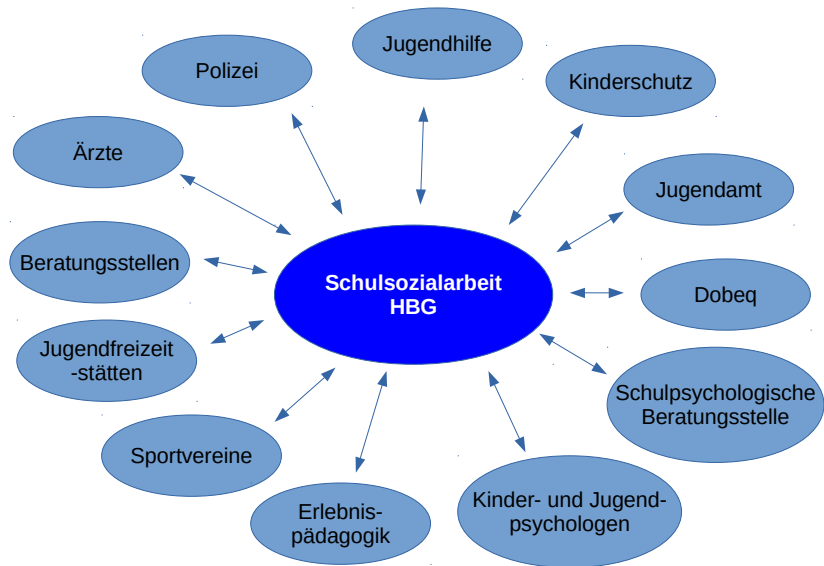 Jugendhilfe
Polizei
Kinderschutz
Ärzte
Jugendamt
Beratungsstellen
Schulsozialarbeit
HBG
Dobeq
Jugendfreizeit
-stätten
Schulpsychologische
Beratungsstelle
Sportvereine
Erlebnis-
pädagogik
Kinder- und Jugend-
psychologen